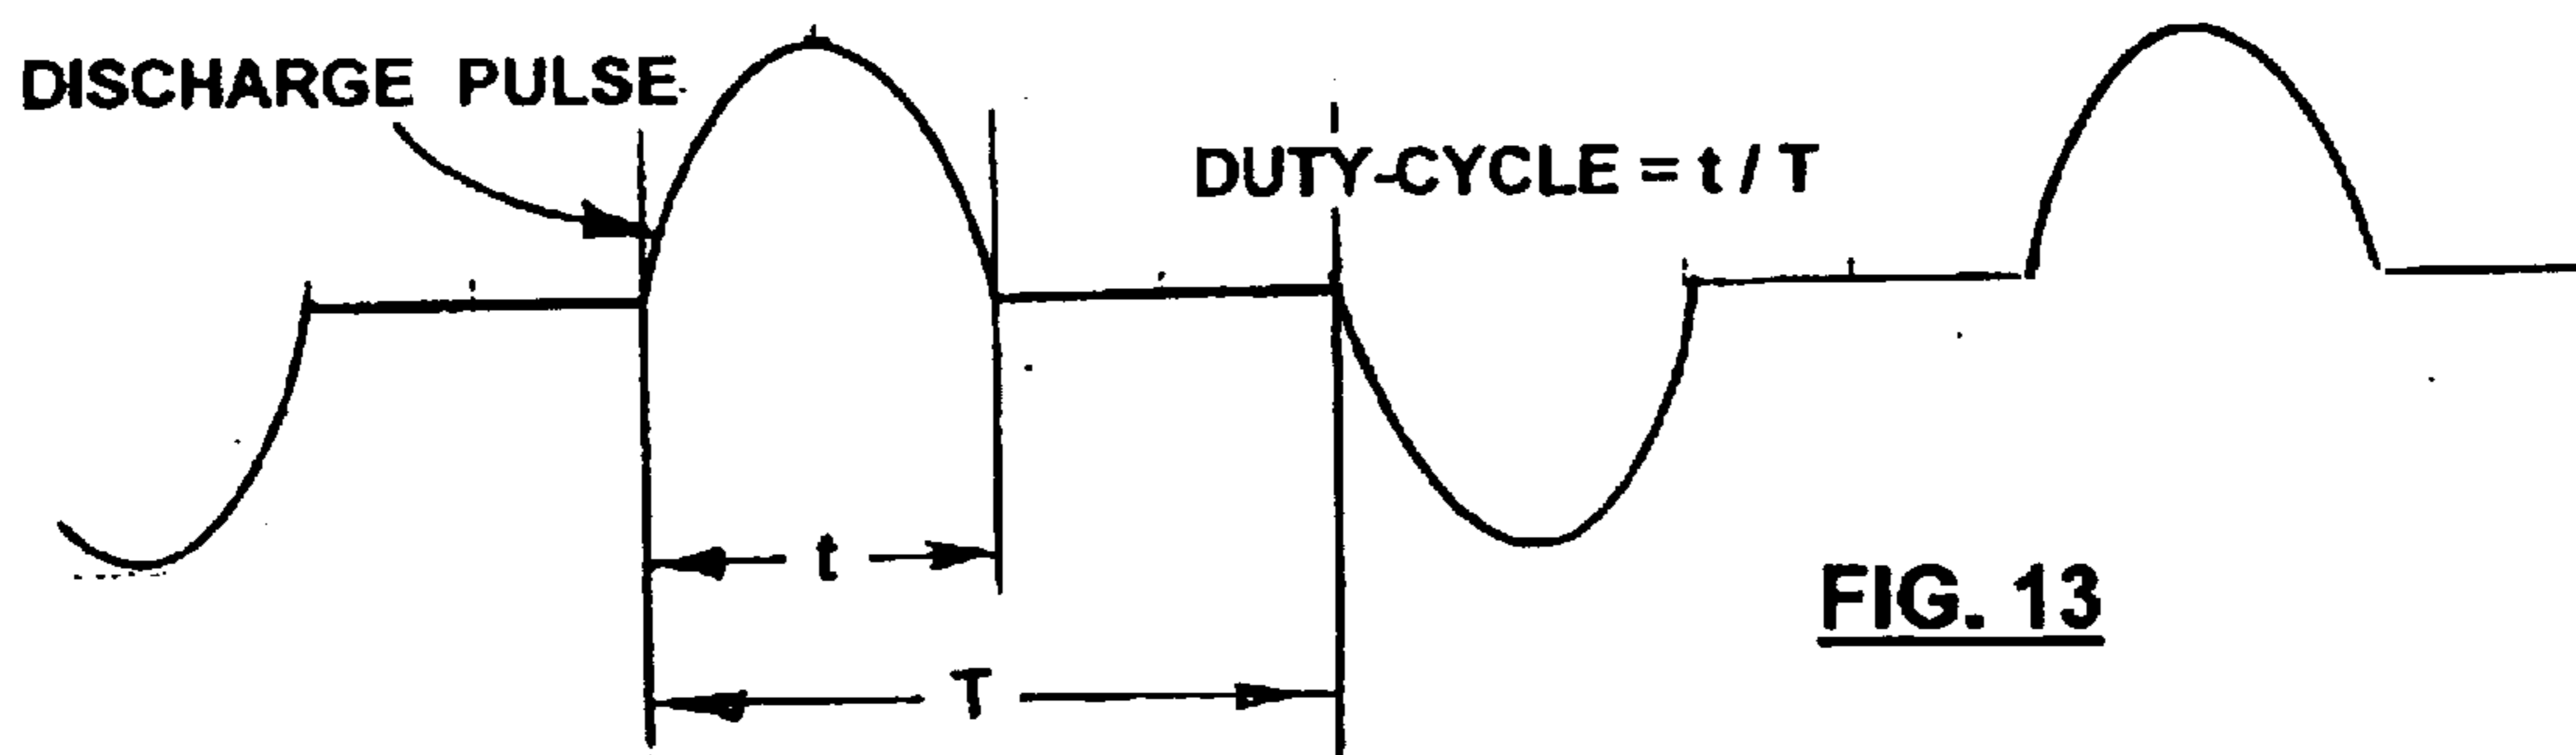 DISCHARGE PULSE
DUTY-CYCLE = t / T
t
T
FIG. 13